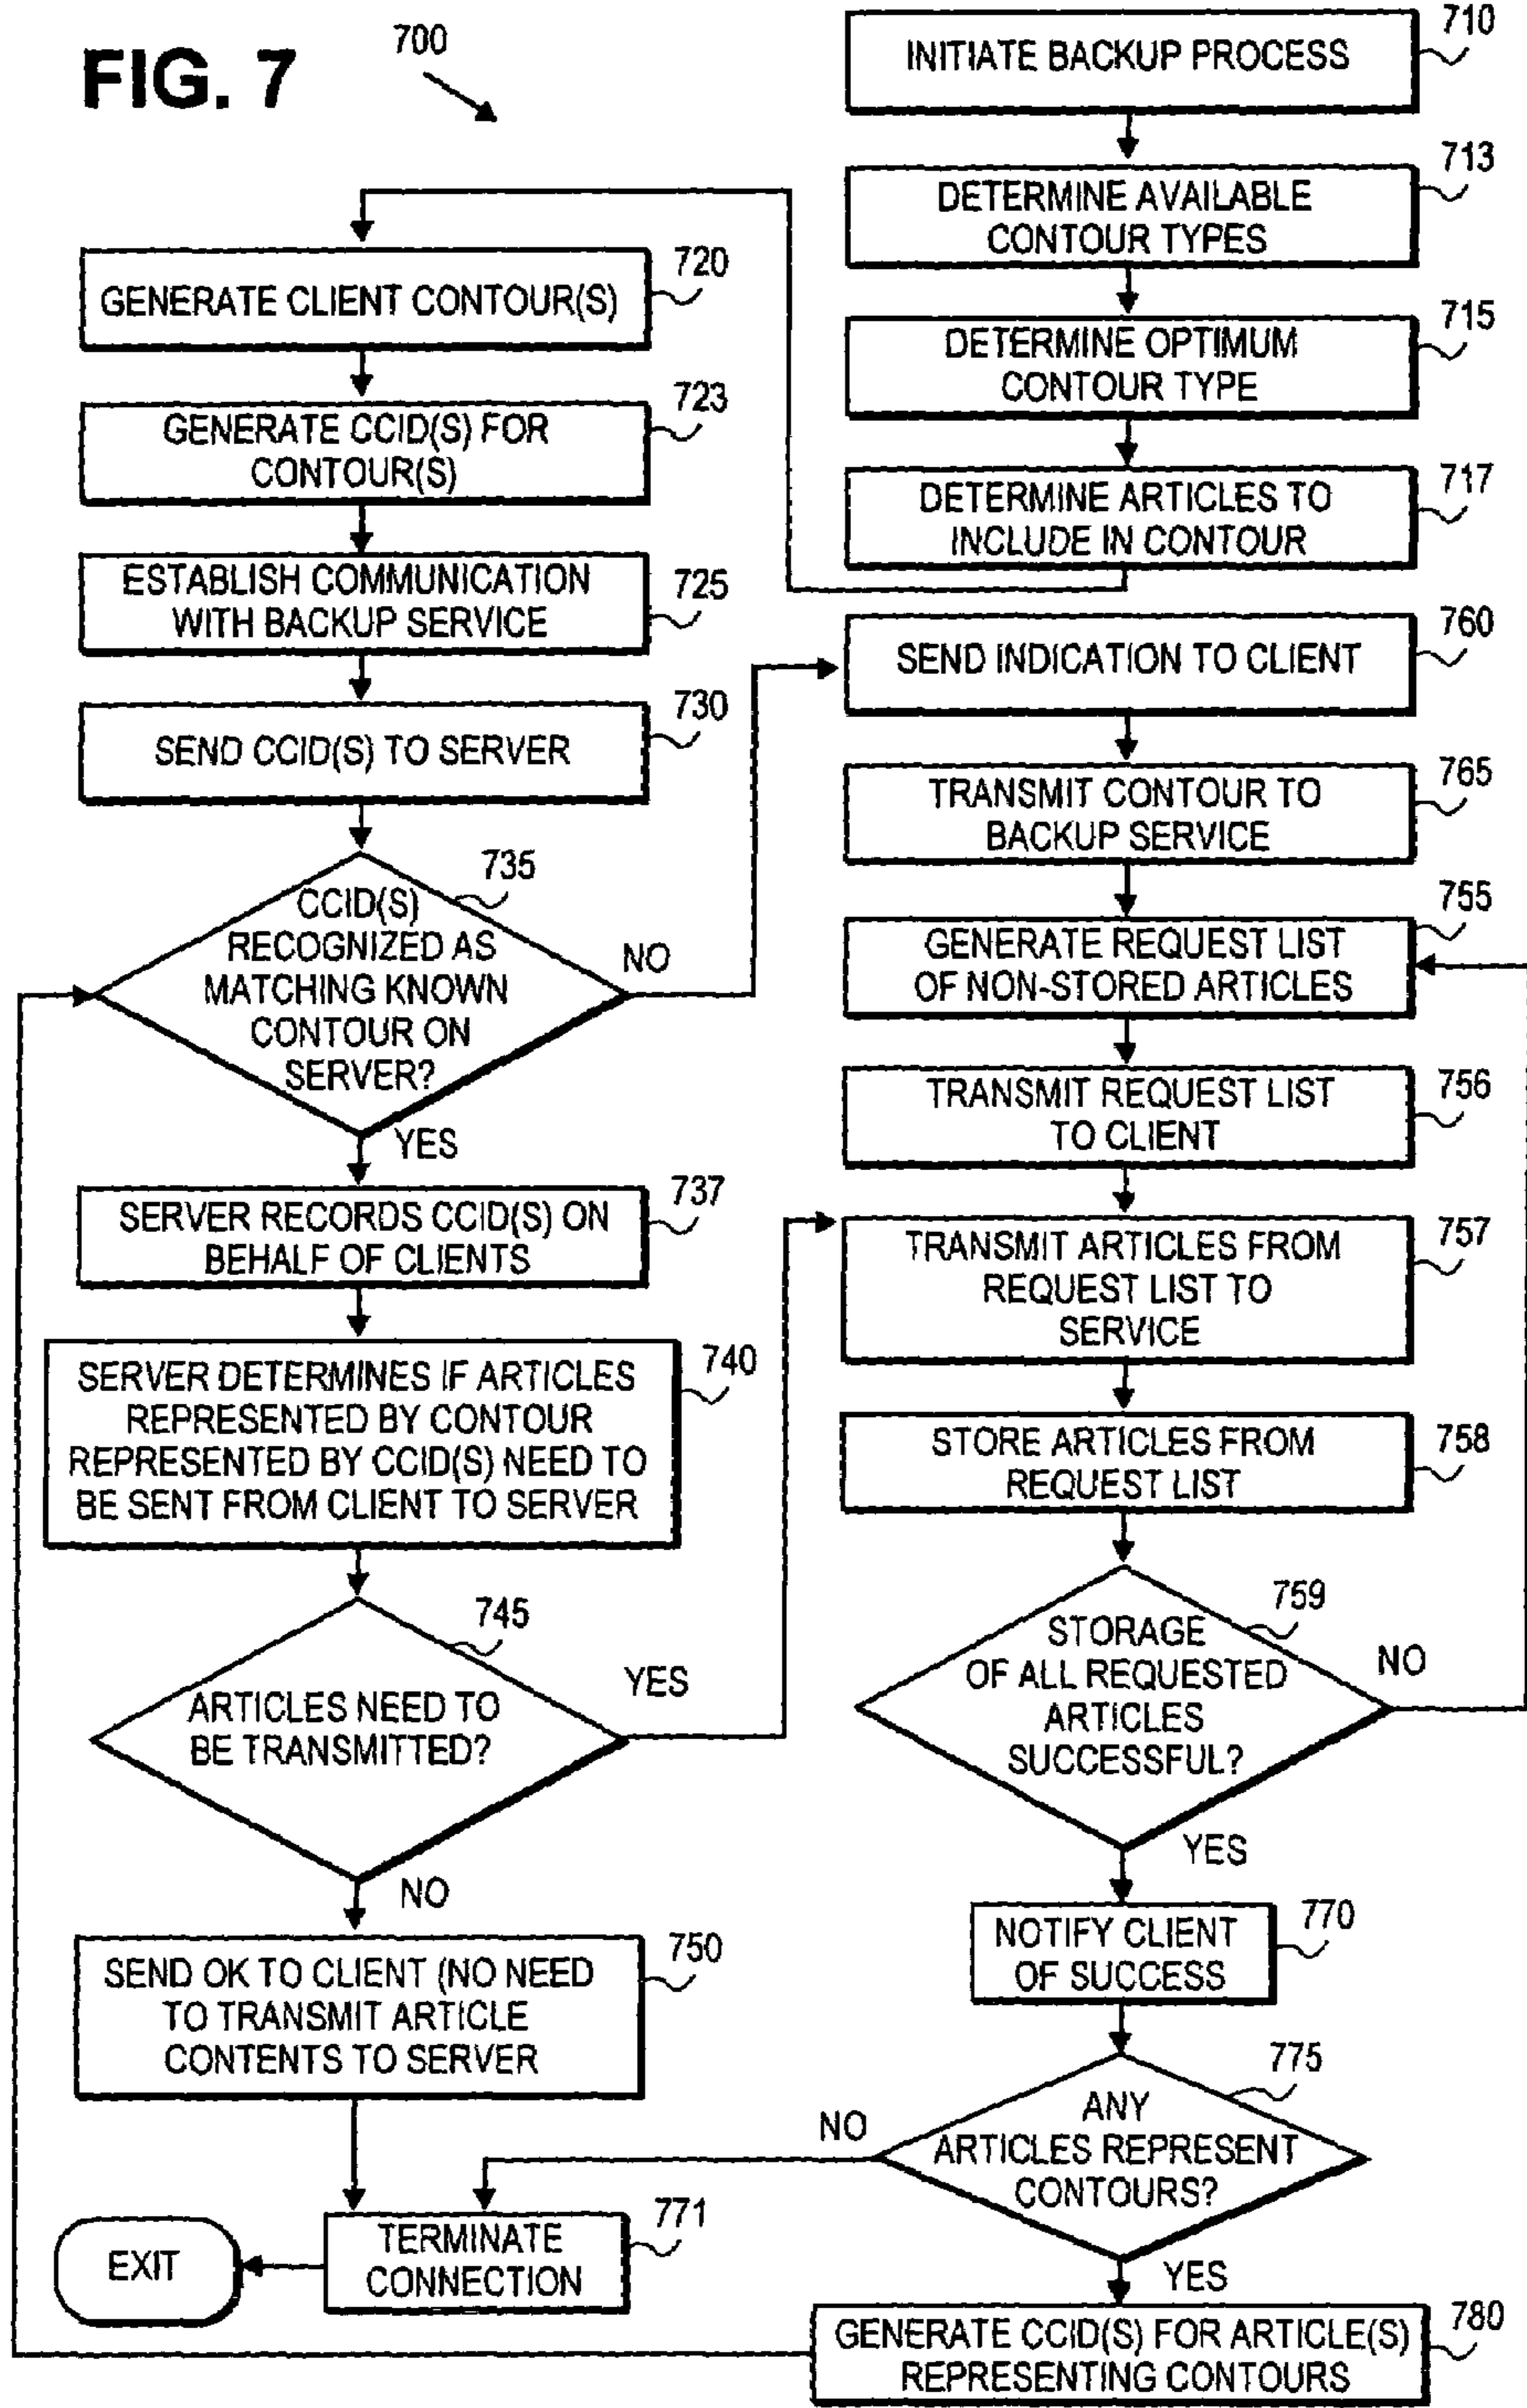 FIG. 7
700
INITIATE BACKUP PROCESS
710
DETERMINE AVAILABLE
CONTOUR TYPES
713
DETERMINE OPTIMUM
CONTOUR TYPE
715
DETERMINE ARTICLES TO
INCLUDE IN CONTOUR
717
GENERATE CLIENT CONTOUR(S)
720
GENERATE CCID(S) FOR
CONTOUR(S)
723
ESTABLISH COMMUNICATION
WITH BACKUP SERVICE
725
SEND CCID(S) TO SERVER
730
CCID(S)
RECOGNIZED AS
MATCHING KNOWN
CONTOUR ON
SERVER?
735
NO
YES
SERVER RECORDS CCID(S) ON
BEHALF OF CLIENTS
737
SERVER DETERMINES IF ARTICLES
REPRESENTED BY CONTOUR
REPRESENTED BY CCID(S) NEED TO
BE SENT FROM CLIENT TO SERVER
740
ARTICLES NEED TO
BE TRANSMITTED?
745
YES
NO
SEND OK TO CLIENT (NO NEED
TO TRANSMIT ARTICLE
CONTENTS TO SERVER
750
SEND INDICATION TO CLIENT
760
TRANSMIT CONTOUR TO
BACKUP SERVICE
765
GENERATE REQUEST LIST
OF NON-STORED ARTICLES
755
TRANSMIT REQUEST LIST
TO CLIENT
756
TRANSMIT ARTICLES FROM
REQUEST LIST TO
SERVICE
757
STORE ARTICLES FROM
REQUEST LIST
758
STORAGE
OF ALL REQUESTED
ARTICLES
SUCCESSFUL?
759
NO
YES
NOTIFY CLIENT
OF SUCCESS
770
ANY
ARTICLES REPRESENT
CONTOURS?
775
NO
YES
TERMINATE
CONNECTION
771
EXIT
GENERATE CCID(S) FOR ARTICLE(S)
REPRESENTING CONTOURS
780